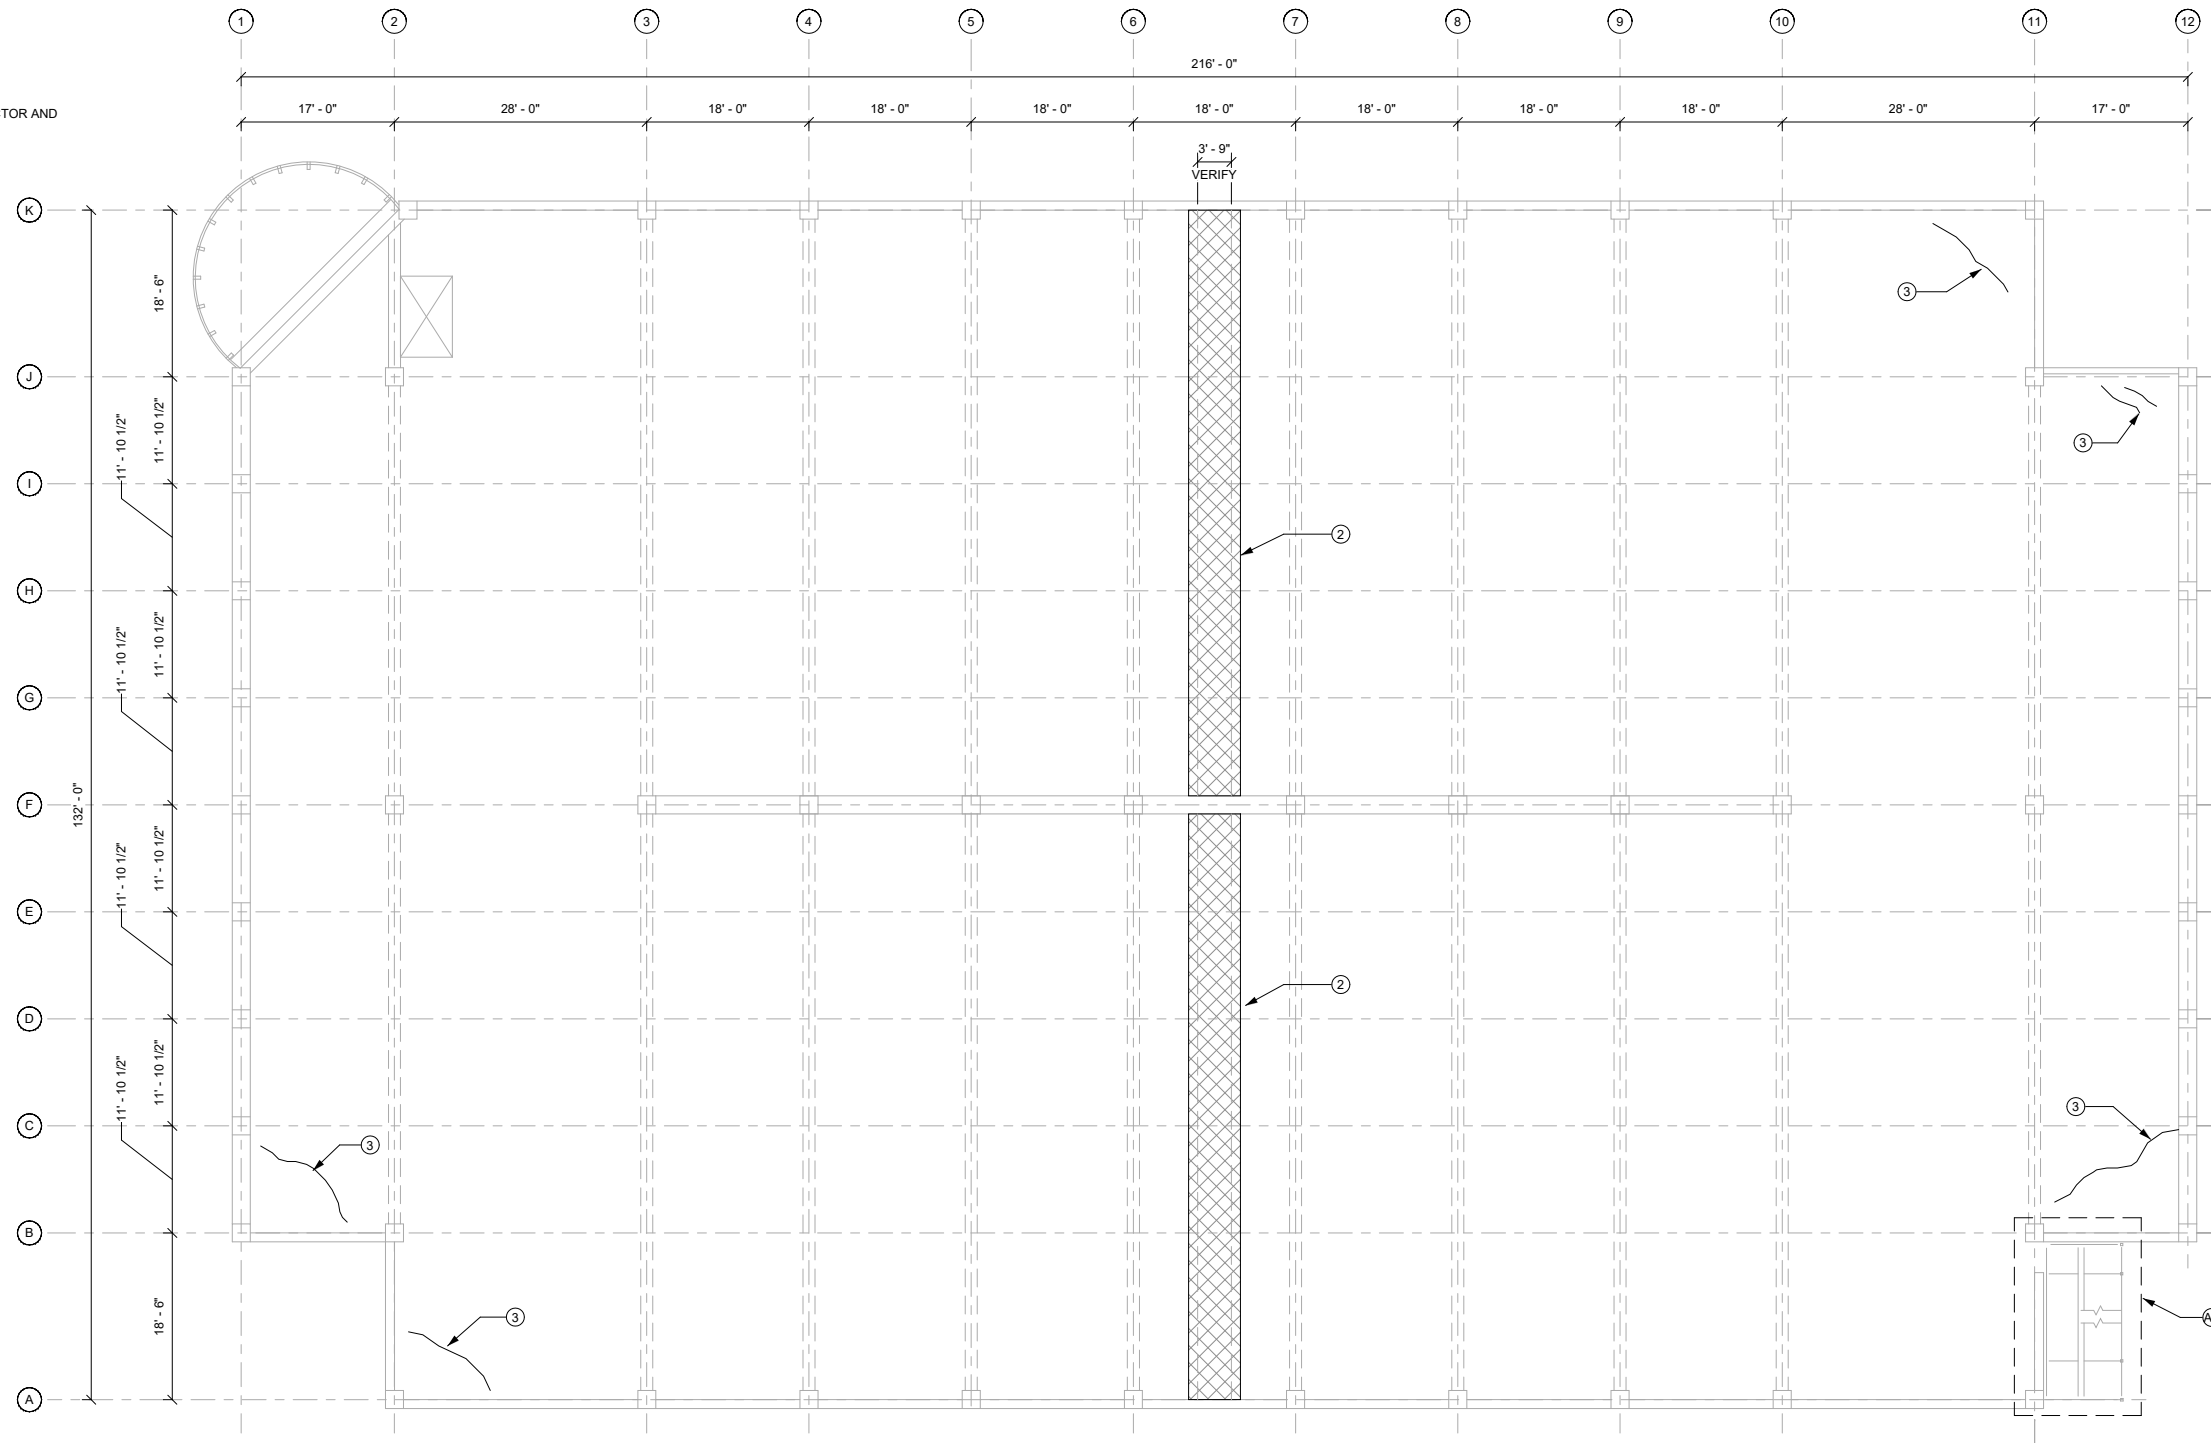 1 2 3 4 5 6 7 8 9 10 11 12
216' - 0"
TOR AND
17' - 0" 28' - 0" 18' - 0" 18' - 0" 18' - 0" 18' - 0" 18' - 0" 18' - 0" 18' - 0" 28' - 0" 17' - 0"
3' - 9"
VERIFY
K
18' - 6"
3
J
11' - 10 1/2"
11' - 10 1/2"
3
I
2
H
11' - 10 1/2"
11' - 10 1/2"
G
132' - 0"
F
11' - 10 1/2"
11' - 10 1/2"
E
2
D
11' - 10 1/2"
11' - 10 1/2"
3
C
3
B
18' - 6"
3
A
A